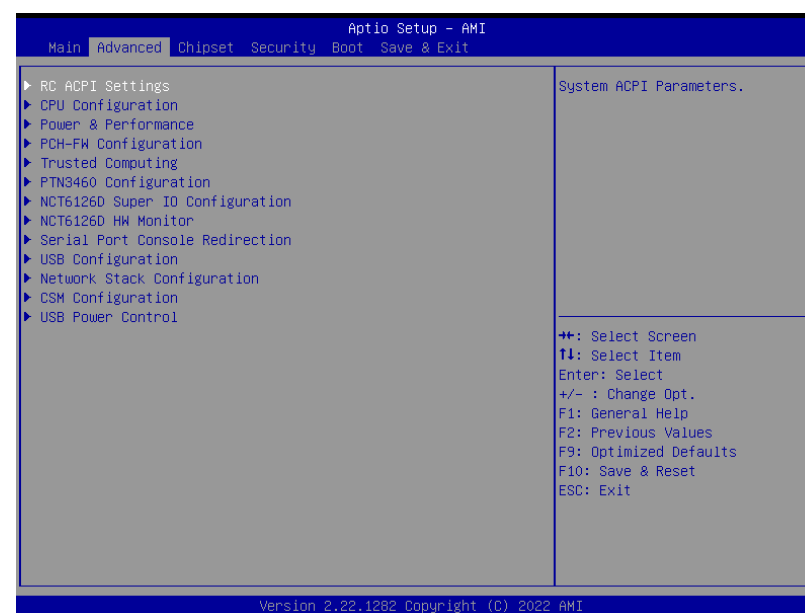 Aptio Setup - AMI
Main Advanced Chipset Security Boot Save & Exit
RC ACPI Settings
CPU Configuration
Power & Performance
PCH-FW Configuration
Trusted Computing
PTN3460 Configuration
NCT6126D Super IO Configuration
NCT6126D HW Monitor
Serial Port Console Redirection
USB Configuration
Network Stack Configuration
CSM Configuration
USB Power Control
System ACPI Parameters.
→←: Select Screen
↑↓: Select Item
Enter: Select
+/- : Change Opt.
F1: General Help
F2: Previous Values
F9: Optimized Defaults
F10: Save & Reset
ESC: Exit
Version 2.22.1282 Copyright (C) 2022 AMI